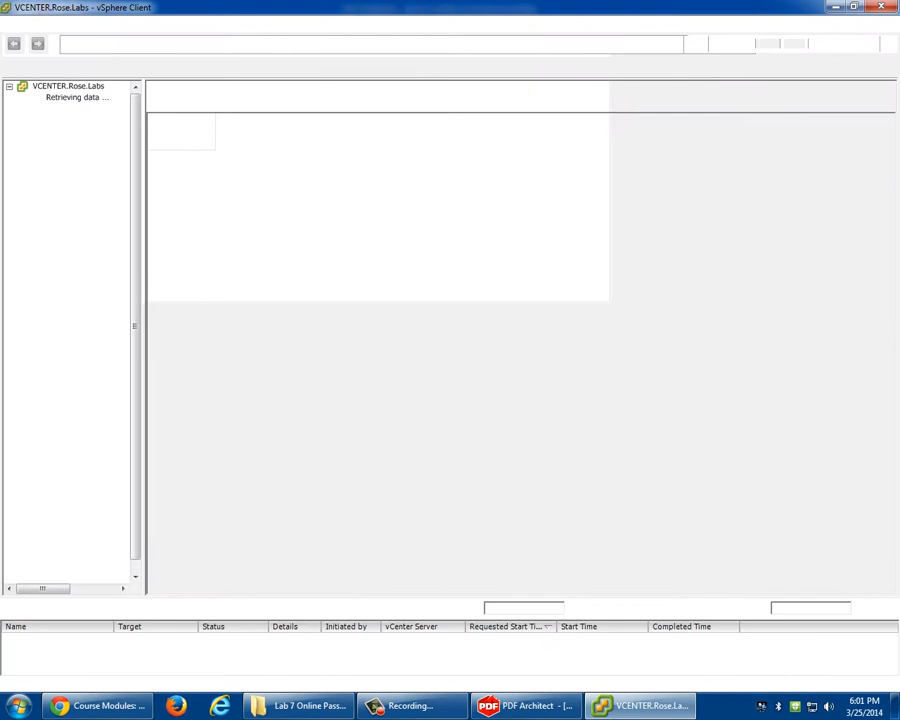 VCENTER.Rose.Labs - vSphere Client
VCENTER.Rose.Labs
Retrieving data ...
Name Target Status Details Initiated by vCenter Server Requested Start Ti... Start Time Completed Time
Course Modules: ... Lab 7 Online Pass... Recording... PDF Architect - [... VCENTER.Rose.La...
6:01 PM
3/25/2014